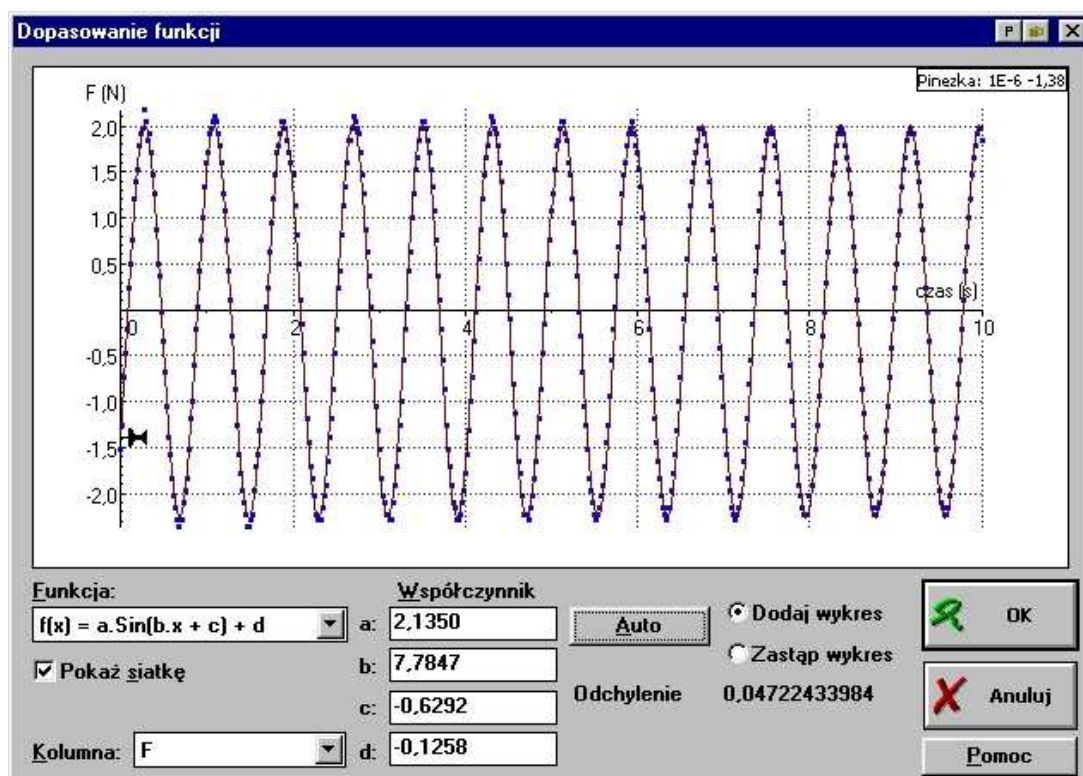 Dopasowanie funkcji
P
Pinezka: 1E-6 -1,38
F (N)
2,0
1,5
1,0
0,5
czas (s)
0 2 4 6 8 10
-0,5
-1,0
-1,5
-2,0
Funkcja:
Współczynnik
f(x) = a.Sin(b.x + c) + d
a: 2,1350
Auto
Dodaj wykres
OK
Pokaż siatkę
b: 7,7847
Zastąp wykres
c: -0,6292
Odchylenie 0,04722433984
Anuluj
Kolumna: F
d: -0,1258
Pomoc